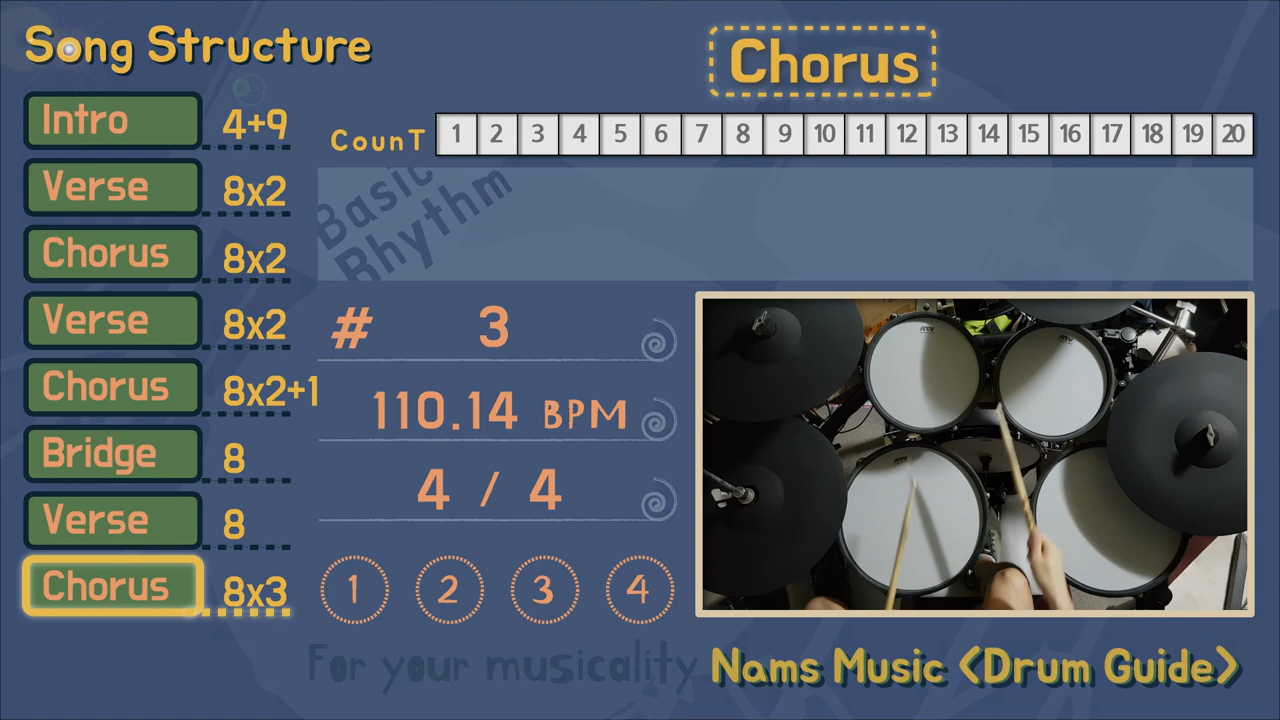 Song Structure
Intro 4+9
Verse 8x2
Chorus 8x2
Verse 8x2
Chorus 8x2+1
Bridge 8
Verse 8
Chorus 8x3
Chorus
CounT 1 2 3 4 5 6 7 8 9 10 11 12 13 14 15 16 17 18 19 20
Basic
Rhythm
# 3
110.14 BPM
4 / 4
1 2 3 4
For your musicality
Nams Music <Drum Guide>